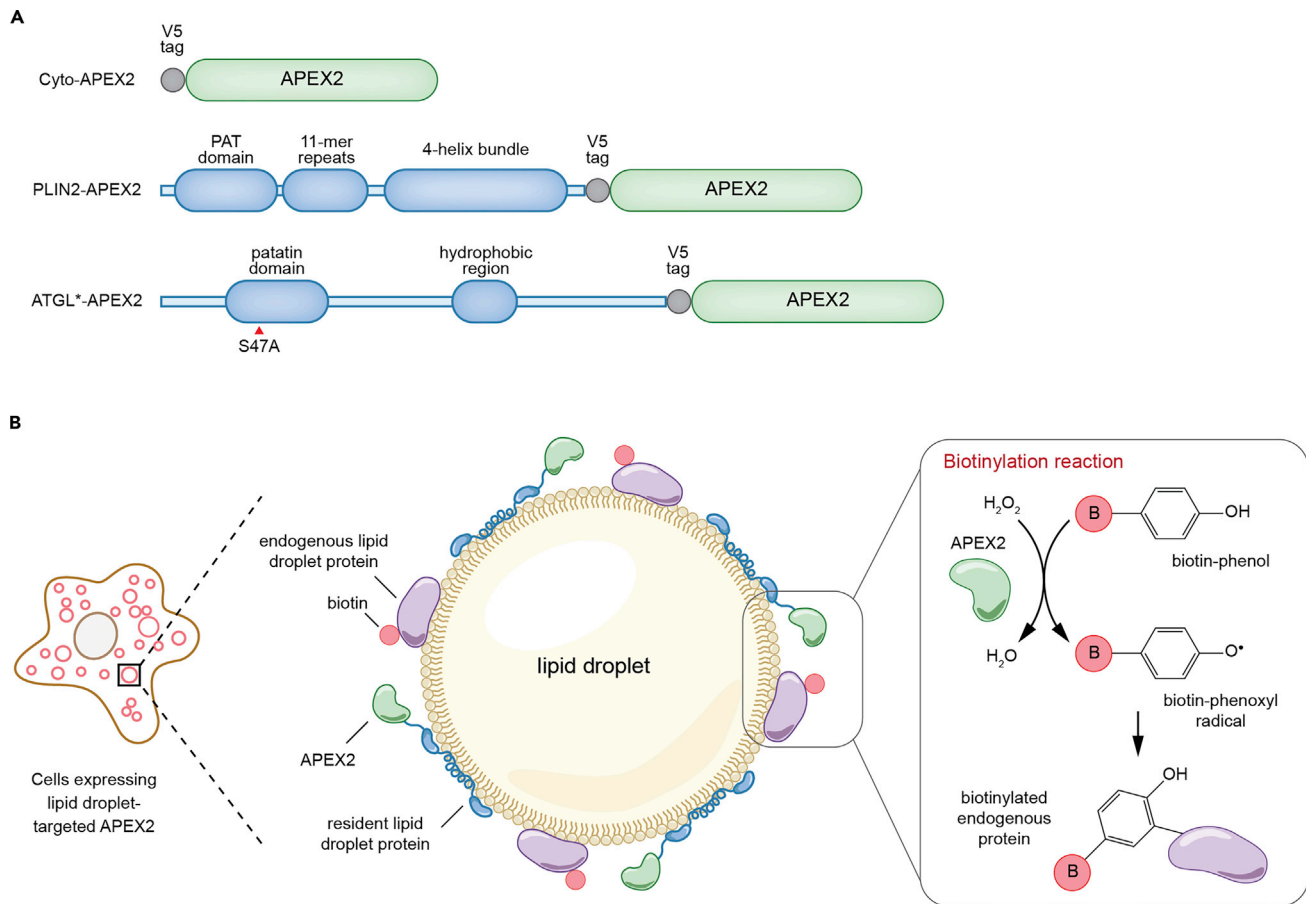 A
V5
tag
Cyto-APEX2
APEX2
PAT
domain
11-mer
repeats
4-helix bundle
V5
tag
PLIN2-APEX2
APEX2
patatin
domain
hydrophobic
region
V5
tag
ATGL*-APEX2
APEX2
S47A
B
Cells expressing
lipid droplet-
targeted APEX2
endogenous lipid
droplet protein
biotin
lipid droplet
APEX2
resident lipid
droplet protein
Biotinylation reaction
H₂O₂
B
OH
biotin-phenol
APEX2
H₂O
B
O•
biotin-phenoxyl
radical
OH
biotinylated
endogenous
protein
B